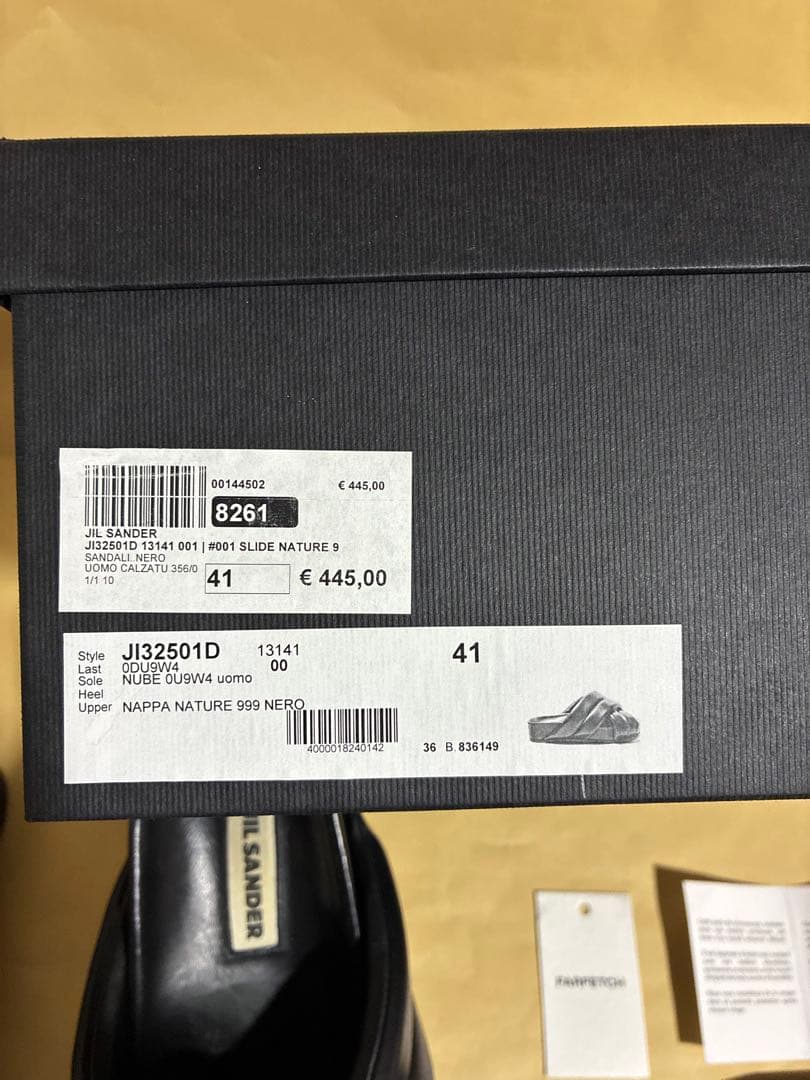 00144502 € 445,00
8261
JIL SANDER
JI32501D 13141 001 | #001 SLIDE NATURE 9
SANDALI..NERO
UOMO CALZATU 356/0
1/1 10
41 € 445,00
Style JI32501D 13141 41
Last 0DU9W4 00
Sole NUBE 0U9W4 uomo
Heel
Upper NAPPA NATURE 999 NERO
4000018240142
36 B. 836149
JIL SANDER
FARFETCH